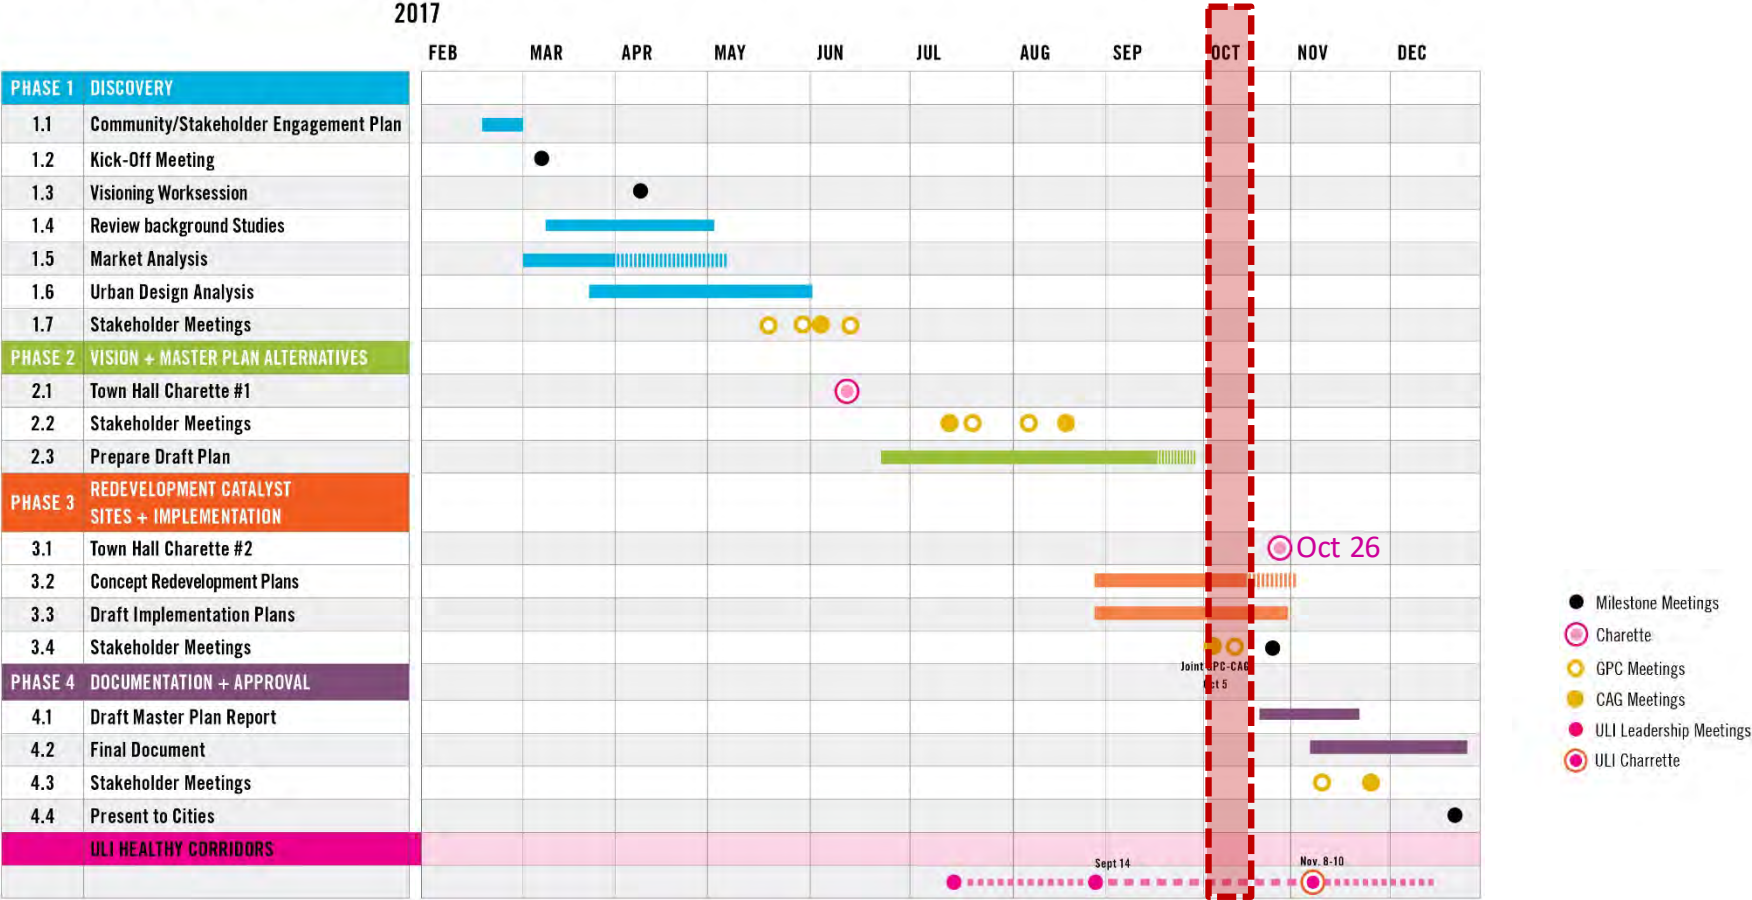 2017
FEB MAR APR MAY JUN JUL AUG SEP OCT NOV DEC
PHASE 1 DISCOVERY
1.1 Community/Stakeholder Engagement Plan
1.2 Kick-Off Meeting
1.3 Visioning Worksession
1.4 Review background Studies
1.5 Market Analysis
1.6 Urban Design Analysis
1.7 Stakeholder Meetings
PHASE 2 VISION + MASTER PLAN ALTERNATIVES
2.1 Town Hall Charette #1
2.2 Stakeholder Meetings
2.3 Prepare Draft Plan
PHASE 3 REDEVELOPMENT CATALYST
SITES + IMPLEMENTATION
3.1 Town Hall Charette #2 Oct 26
3.2 Concept Redevelopment Plans
3.3 Draft Implementation Plans
3.4 Stakeholder Meetings
Joint GPC-CAG
Oct 5
PHASE 4 DOCUMENTATION + APPROVAL
4.1 Draft Master Plan Report
4.2 Final Document
4.3 Stakeholder Meetings
4.4 Present to Cities
ULI HEALTHY CORRIDORS
Sept 14 Nov. 8-10
Milestone Meetings
Charette
GPC Meetings
CAG Meetings
ULI Leadership Meetings
ULI Charrette